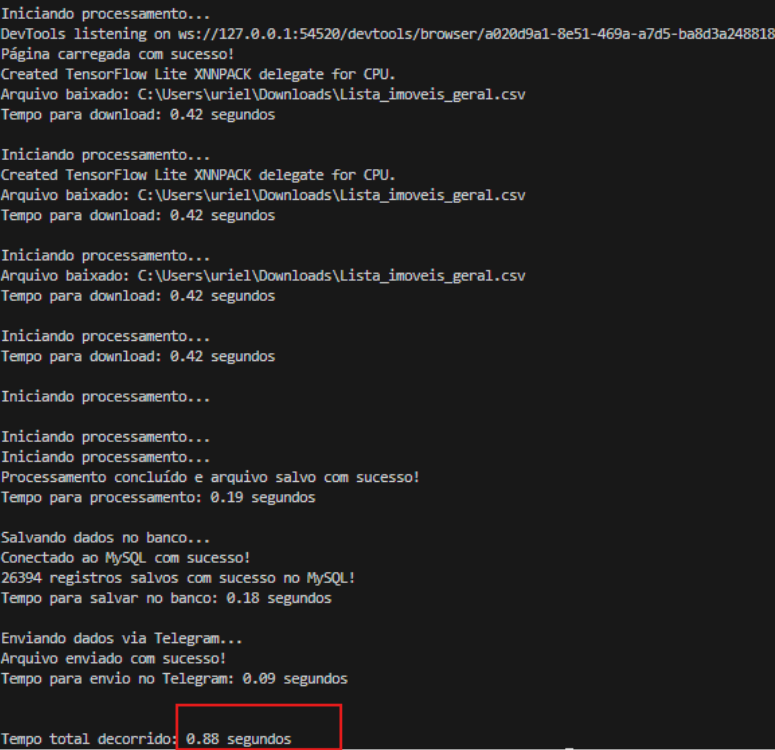 Iniciando processamento...
DevTools listening on ws://127.0.0.1:54520/devtools/browser/a020d9a1-8e51-469a-a7d5-ba8d3a248818
Página carregada com sucesso!
Created TensorFlow Lite XNNPACK delegate for CPU.
Arquivo baixado: C:\Users\uriel\Downloads\Lista_imoveis_geral.csv
Tempo para download: 0.42 segundos
Iniciando processamento...
Created TensorFlow Lite XNNPACK delegate for CPU.
Arquivo baixado: C:\Users\uriel\Downloads\Lista_imoveis_geral.csv
Tempo para download: 0.42 segundos
Iniciando processamento...
Arquivo baixado: C:\Users\uriel\Downloads\Lista_imoveis_geral.csv
Tempo para download: 0.42 segundos
Iniciando processamento...
Tempo para download: 0.42 segundos
Iniciando processamento...
Iniciando processamento...
Iniciando processamento...
Processamento concluído e arquivo salvo com sucesso!
Tempo para processamento: 0.19 segundos
Salvando dados no banco...
Conectado ao MySQL com sucesso!
26394 registros salvos com sucesso no MySQL!
Tempo para salvar no banco: 0.18 segundos
Enviando dados via Telegram...
Arquivo enviado com sucesso!
Tempo para envio no Telegram: 0.09 segundos
Tempo total decorrido: 0.88 segundos